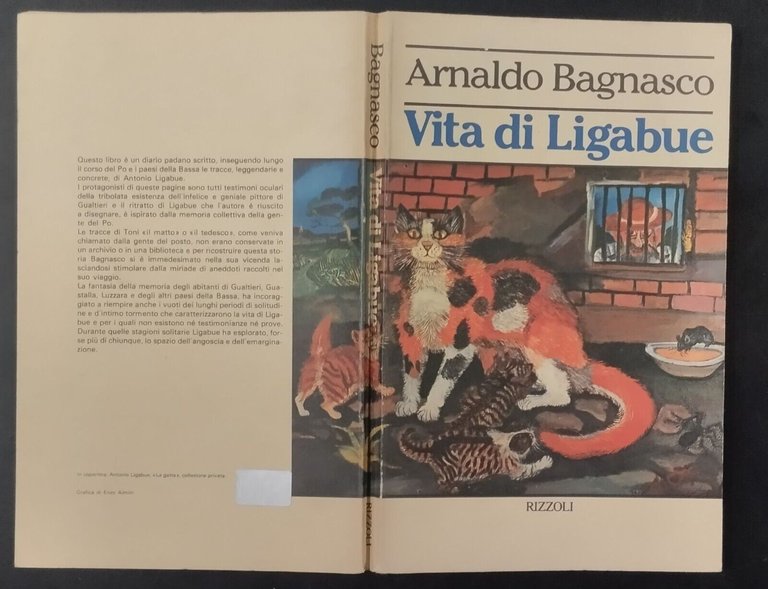 Questo libro è un diario padano scritto, inseguendo lungo
il corso del Po e i paesi della Bassa le tracce, leggendarie e
concrete, di Antonio Ligabue.
I protagonisti di queste pagine sono tutti testimoni oculari
della tribolata esistenza dell'infelice e geniale pittore di
Gualtieri e il ritratto di Ligabue che l'autore è riuscito
a disegnare, è ispirato dalla memoria collettiva della gen-
te del Po.
Le tracce di Toni «il matto» o «il tedesco», come veniva
chiamato dalla gente del posto, non erano conservate in
un archivio o in una biblioteca e per ricostruire questa sto-
ria Bagnasco si è immedesimato nella sua vicenda la-
sciandosi stimolare dalla miriade di aneddoti raccolti nel
suo viaggio.
La fantasia della memoria degli abitanti di Gualtieri, Gua-
stalla, Luzzara e degli altri paesi della Bassa, ha incorag-
giato a riempire anche i vuoti dei lunghi periodi di solitudi-
ne e d'intimo tormento che caratterizzarono la vita di Liga-
bue e per i quali non esistono né testimonianze né prove.
Durante quelle stagioni solitarie Ligabue ha esplorato, for-
se più di chiunque, lo spazio dell'angoscia e dell'emargina-
zione.
In copertina: Antonio Ligabue, «La gatta», collezione privata
Grafica di Enzo Aimini
Bagnasco Vita di Ligabue
RIZZOLI
Arnaldo Bagnasco
Vita di Ligabue
RIZZOLI